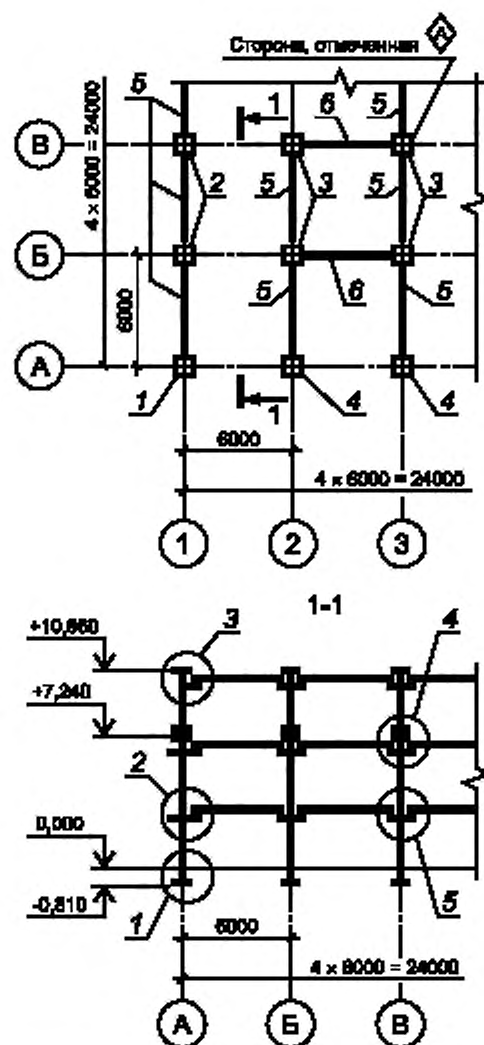 Сторона, отмеченная А
5 6 5
1
В
2 5 3 5 3
4 x 6000 = 24000
Б
6000
5 6 5
А
1 1 4 4
6000
4 x 6000 = 24000
1 2 3
1-1
+10,860 3 4
+7,240
2
0,000
-0,810
1 5
6000
4 x 6000 = 24000
А Б В